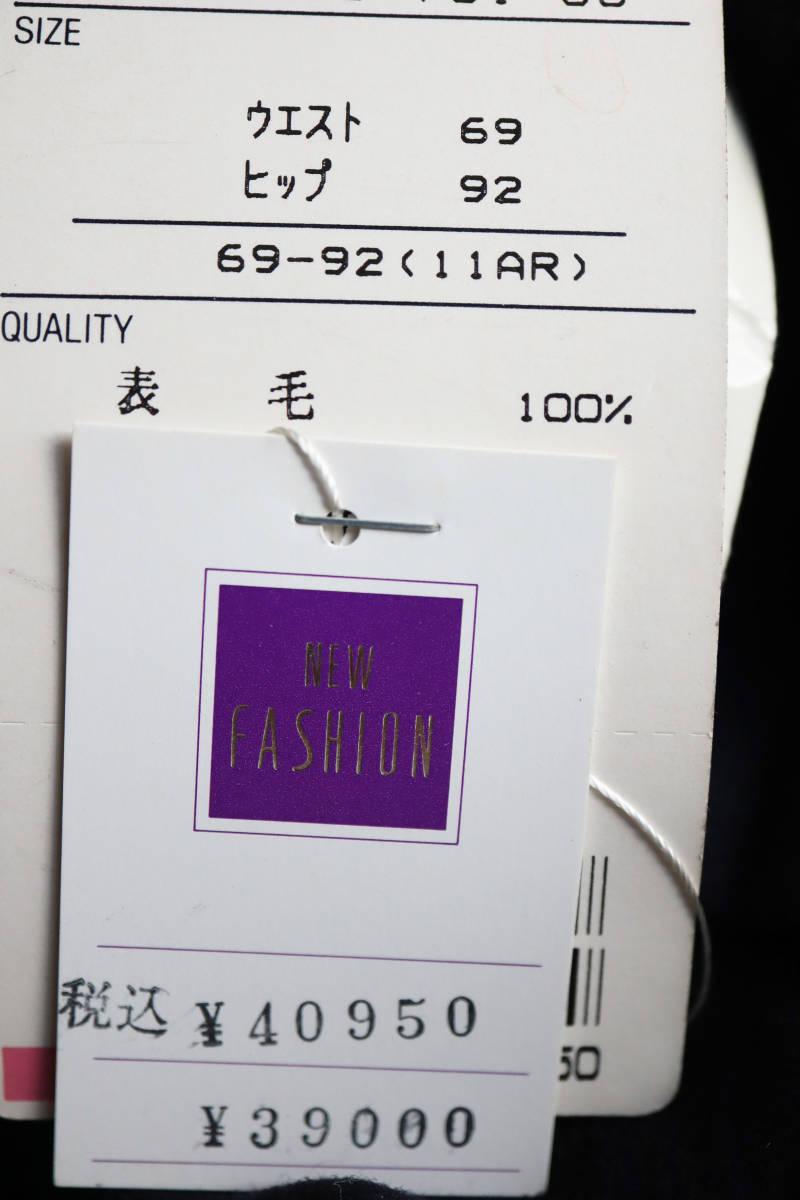 SIZE
ウエスト 69
ヒップ 92
69-92(11AR)
QUALITY
表 毛 100%
NEW
FASHION
税込 ¥40950
50
¥39000